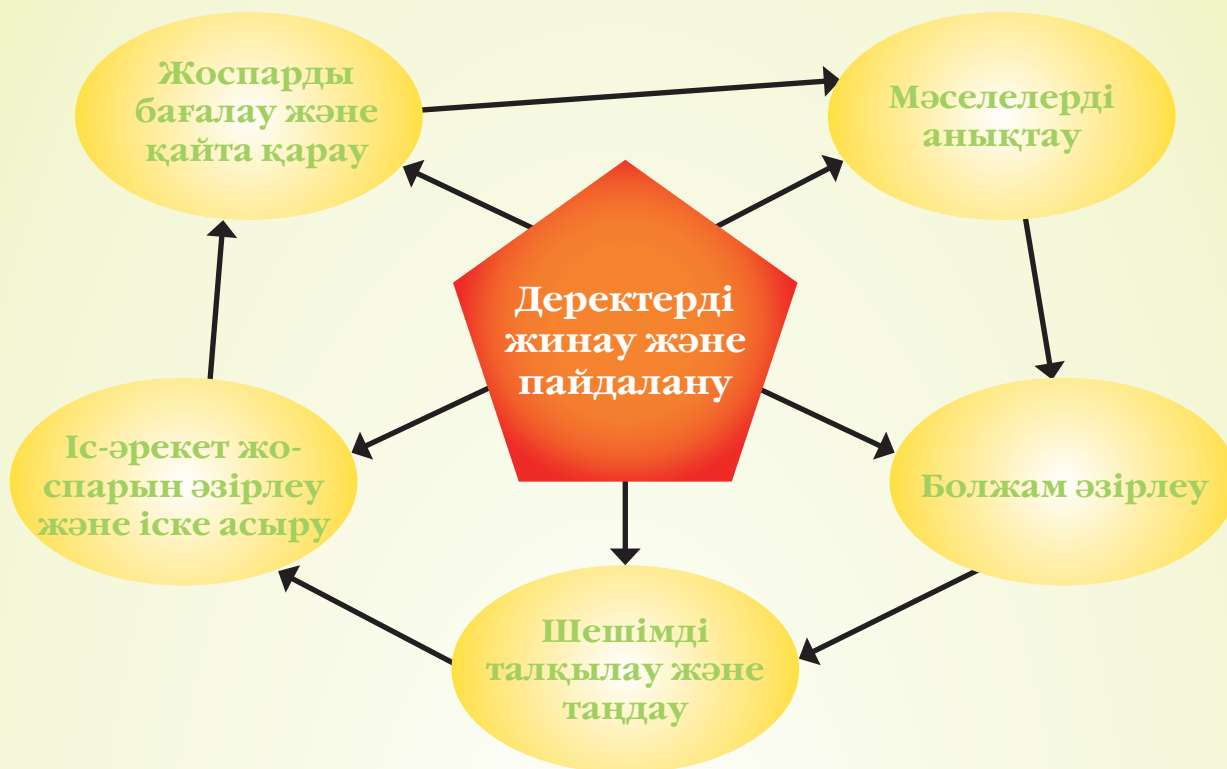 Жоспарды
бағалау және
қайта қарау
Мәселелерді
анықтау
Деректерді
жинау және
пайдалану
Іс-әрекет жо-
спарын әзірлеу
және іске асыру
Болжам әзірлеу
Шешімді
талқылау және
таңдау